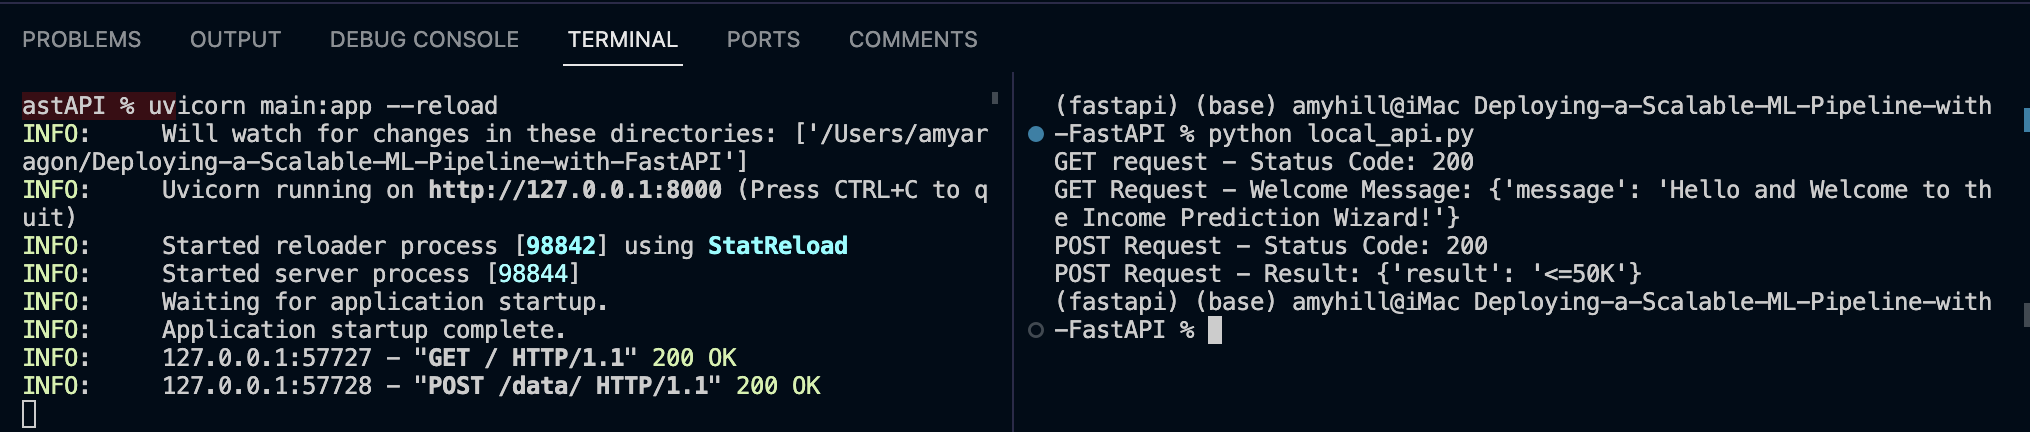 PROBLEMS OUTPUT DEBUG CONSOLE TERMINAL PORTS COMMENTS
astAPI % uvicorn main:app --reload
INFO:     Will watch for changes in these directories: ['/Users/amyar
agon/Deploying-a-Scalable-ML-Pipeline-with-FastAPI']
INFO:     Uvicorn running on http://127.0.0.1:8000 (Press CTRL+C to q
uit)
INFO:     Started reloader process [98842] using StatReload
INFO:     Started server process [98844]
INFO:     Waiting for application startup.
INFO:     Application startup complete.
INFO:     127.0.0.1:57727 - "GET / HTTP/1.1" 200 OK
INFO:     127.0.0.1:57728 - "POST /data/ HTTP/1.1" 200 OK
(fastapi) (base) amyhill@iMac Deploying-a-Scalable-ML-Pipeline-with
-FastAPI % python local_api.py
GET request - Status Code: 200
GET Request - Welcome Message: {'message': 'Hello and Welcome to th
e Income Prediction Wizard!'}
POST Request - Status Code: 200
POST Request - Result: {'result': '<=50K'}
(fastapi) (base) amyhill@iMac Deploying-a-Scalable-ML-Pipeline-with
-FastAPI %